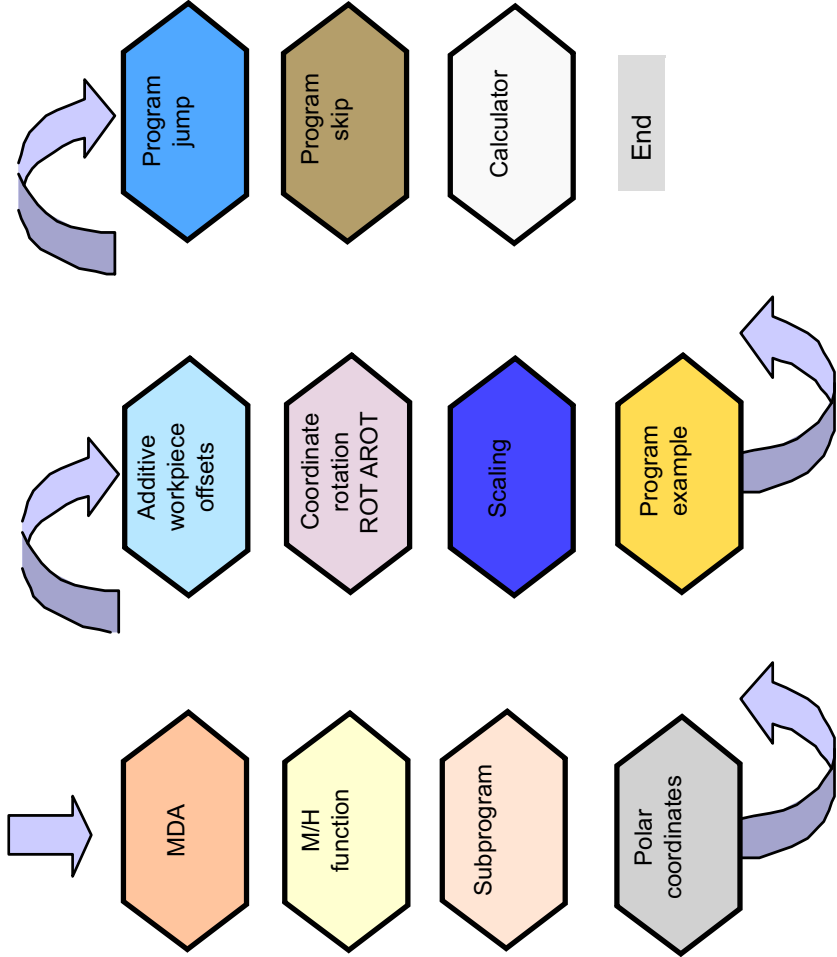 MDA
M/H
function
Subprogram
Polar
coordinates
Additive
workpiece
offsets
Coordinate
rotation
ROT AROT
Scaling
Program
example
Program
jump
Program
skip
Calculator
End